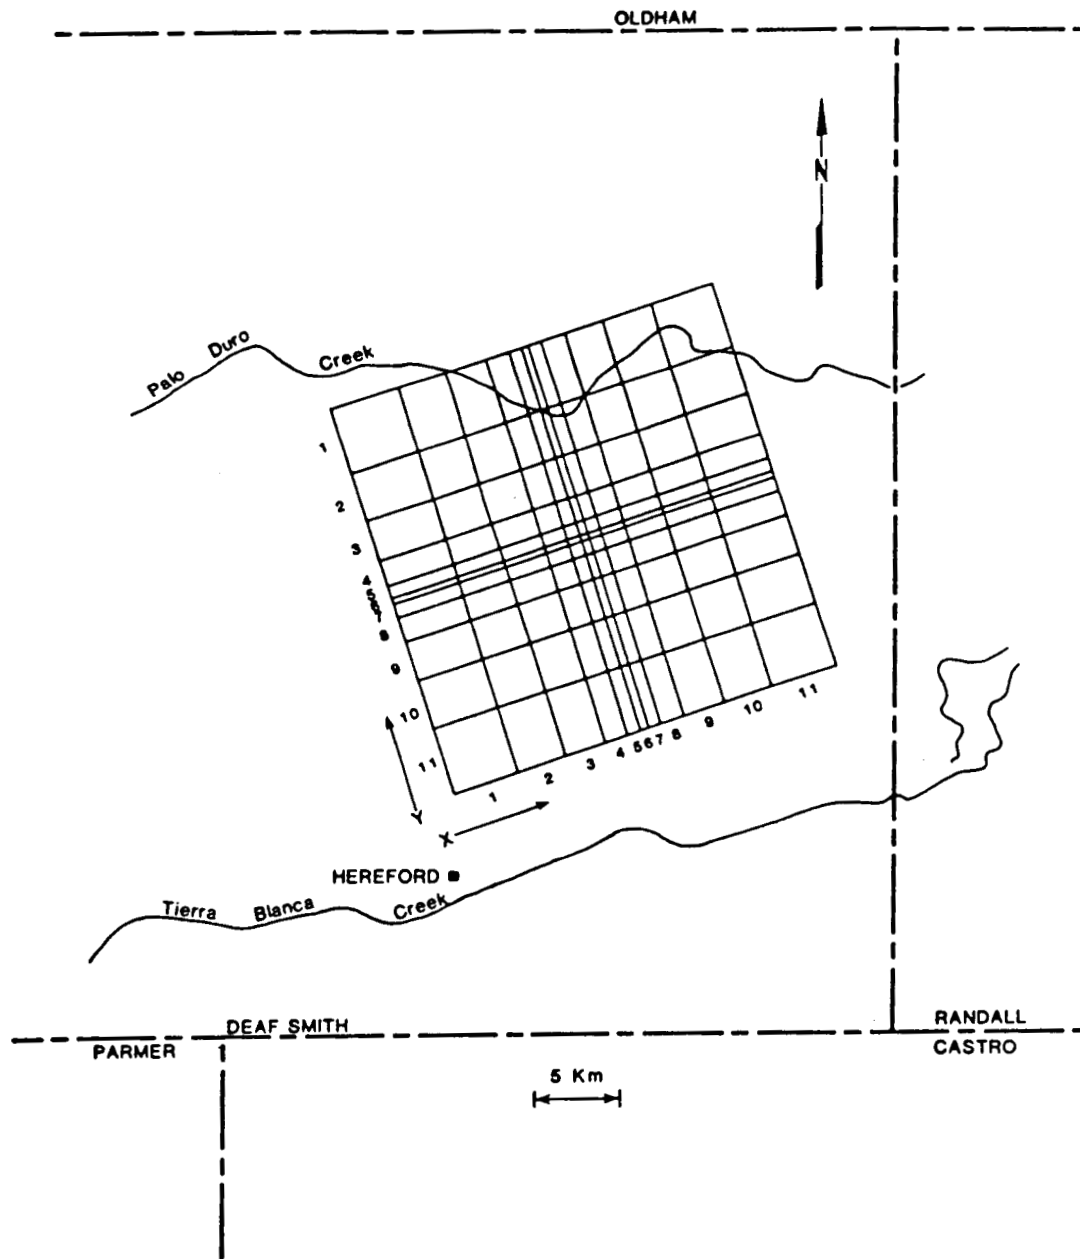 OLDHAM
N
Palo Duro Creek
1
2
3
4
5
6
7
8
9
10
11
1 2 3 4 5 6 7 8 9 10 11
Y
X
HEREFORD
Tierra Blanca Creek
DEAF SMITH
RANDALL
PARMER
CASTRO
5 Km